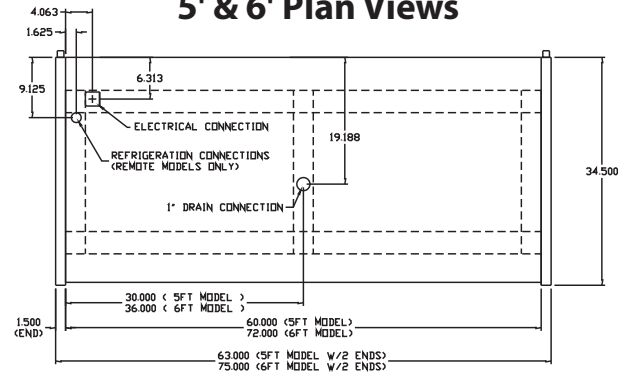 5' & 6' Plan Views
4.063
1.625
9.125
6.313
ELECTRICAL CONNECTION
19.188
REFRIGERATION CONNECTIONS
(REMOTE MODELS ONLY)
34.500
1" DRAIN CONNECTION
30.000 ( 5FT MODEL )
36.000 ( 6FT MODEL )
1.500
(END)
60.000 (5FT MODEL)
72.000 (6FT MODEL)
63.000 (5FT MODEL W/2 ENDS)
75.000 (6FT MODEL W/2 ENDS)